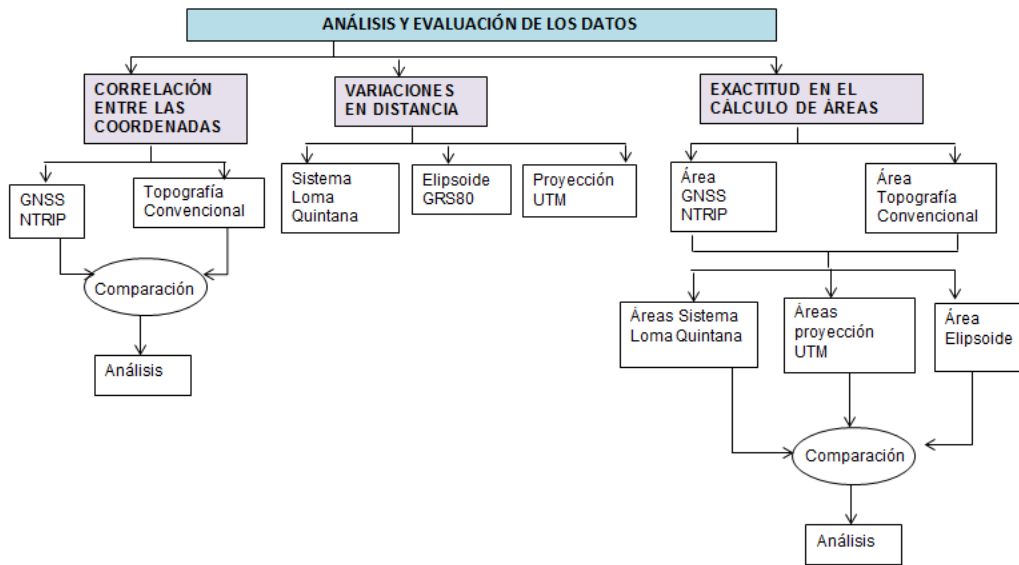 ANÁLISIS Y EVALUACIÓN DE LOS DATOS
CORRELACIÓN
ENTRE LAS
COORDENADAS
VARIACIONES
EN DISTANCIA
EXACTITUD EN EL
CÁLCULO DE ÁREAS
GNSS
NTRIP
Topografía
Convencional
Sistema
Loma
Quintana
Elipsoide
GRS80
Proyección
UTM
Área
GNSS
NTRIP
Área
Topografía
Convencional
Comparación
Análisis
Áreas Sistema
Loma Quintana
Áreas
proyección
UTM
Área
Elipsoide
Comparación
Análisis